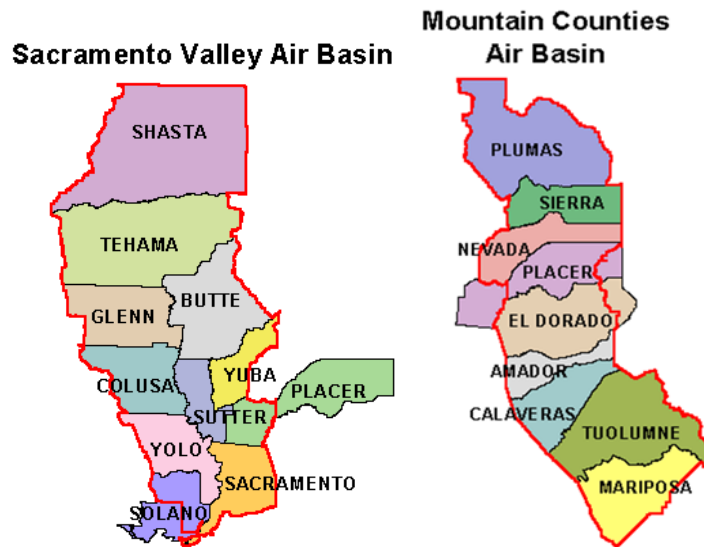 Sacramento Valley Air Basin
SHASTA
TEHAMA
GLENN
BUTTE
COLUSA
YUBA
PLACER
SUTTER
YOLO
SACRAMENTO
SOLANO
Mountain Counties
Air Basin
PLUMAS
SIERRA
NEVADA
PLACER
EL DORADO
AMADOR
CALAVERAS
TUOLUMNE
MARIPOSA